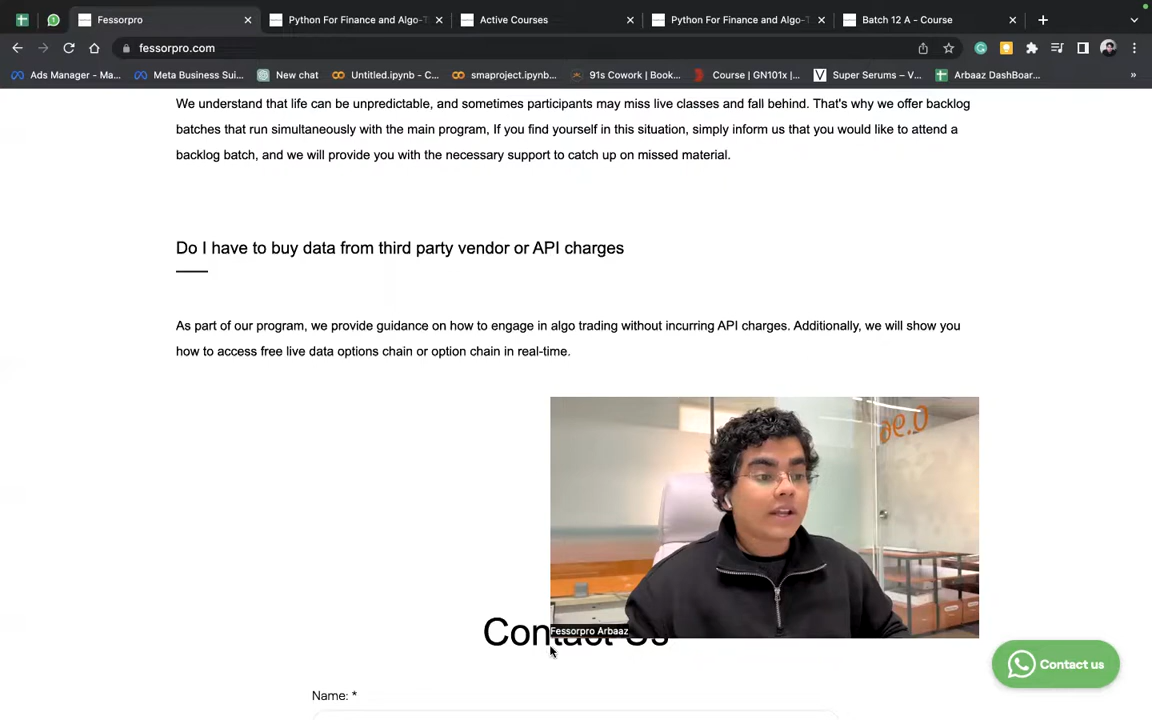 Fessorpro
Python For Finance and Algo-T
Active Courses
Python For Finance and Algo-T
Batch 12 A - Course
fessorpro.com
Ads Manager - Ma...
Meta Business Sui...
New chat
Untitled.ipynb - C...
smaproject.ipynb...
91s Cowork | Book...
Course | GN101x |...
Super Serums – V...
Arbaaz DashBoar...
We understand that life can be unpredictable, and sometimes participants may miss live classes and fall behind. That's why we offer backlog
batches that run simultaneously with the main program, If you find yourself in this situation, simply inform us that you would like to attend a
backlog batch, and we will provide you with the necessary support to catch up on missed material.
Do I have to buy data from third party vendor or API charges
As part of our program, we provide guidance on how to engage in algo trading without incurring API charges. Additionally, we will show you
how to access free live data options chain or option chain in real-time.
Fessorpro Arbaaz
Contact Us
Contact us
Name: *